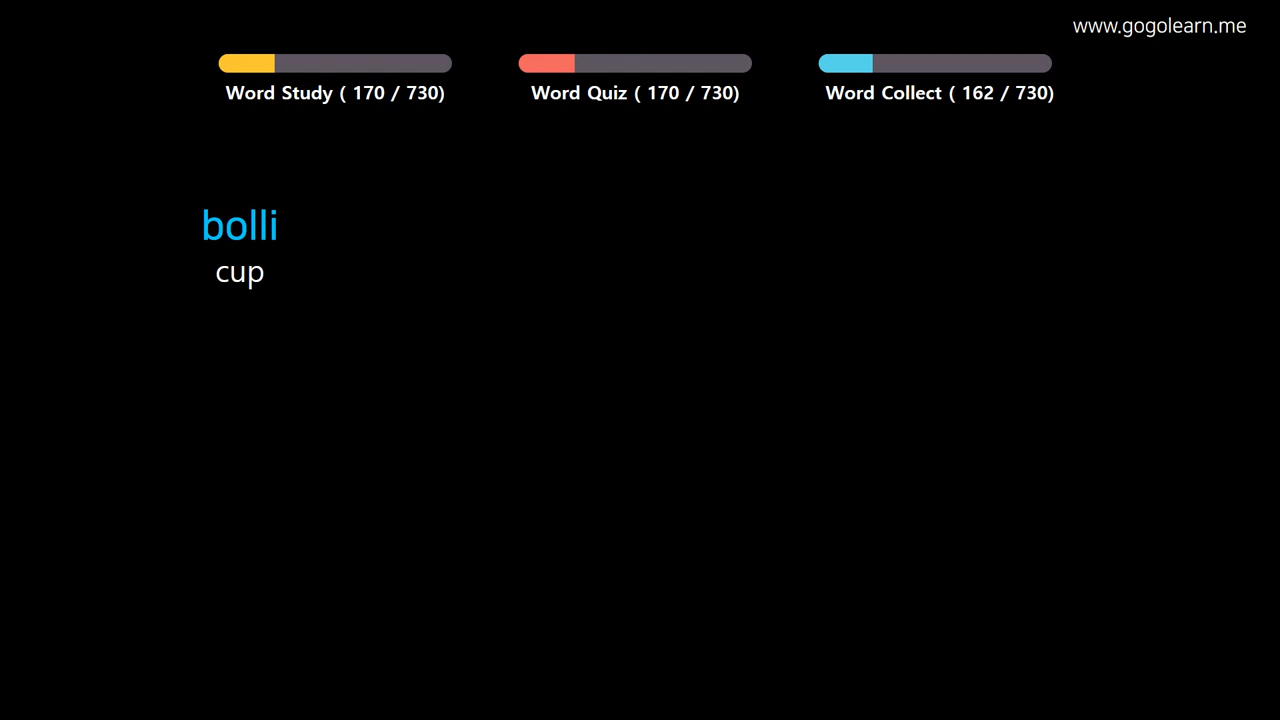 www.gogolearn.me
Word Study ( 170 / 730)
Word Quiz ( 170 / 730)
Word Collect ( 162 / 730)
bolli
cup